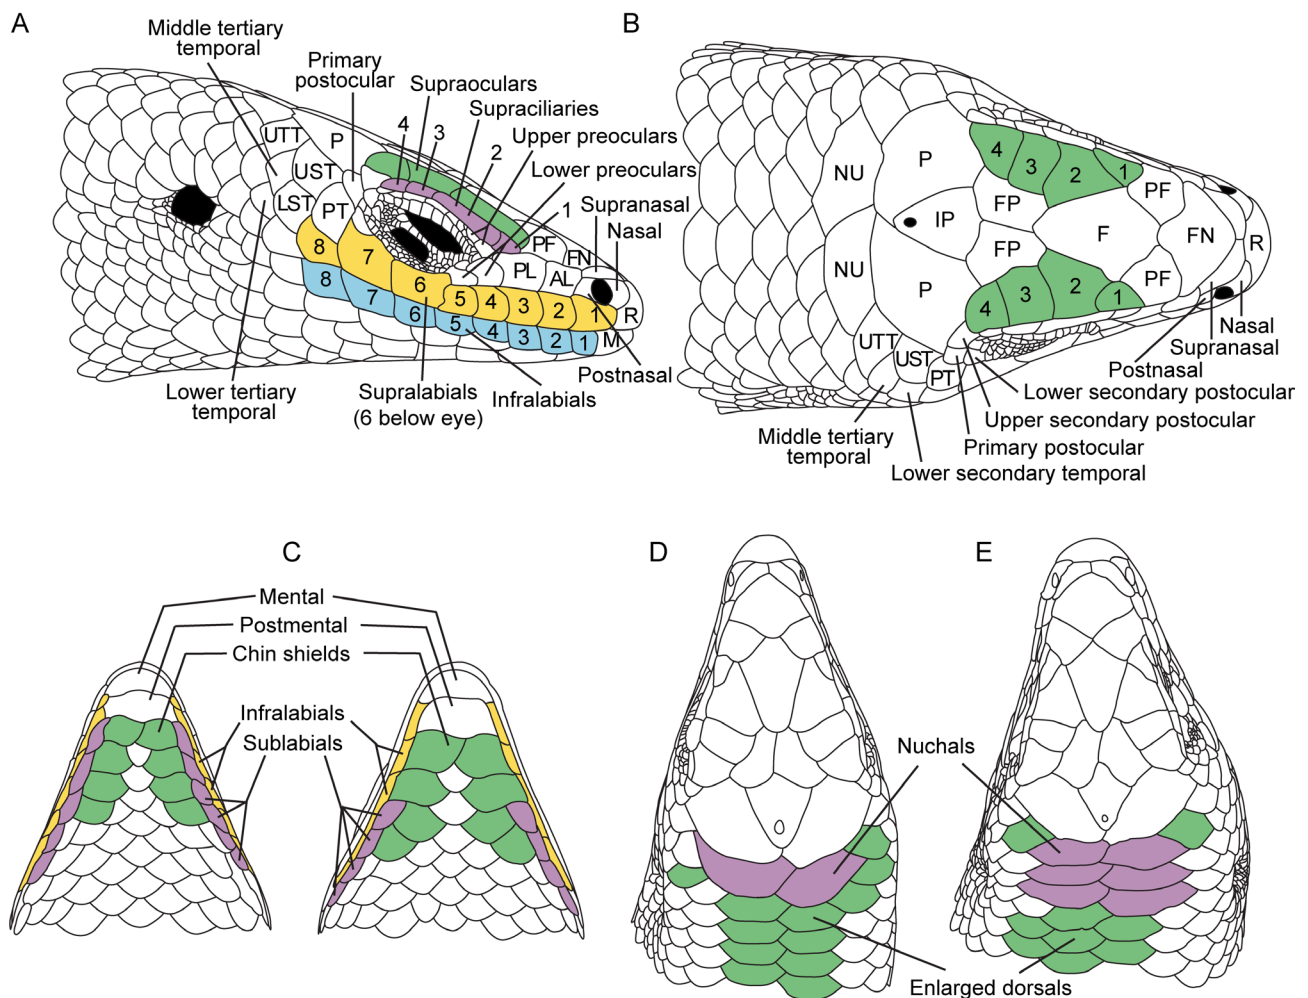 A
Middle tertiary
temporal
Primary
postocular
Supraoculars
Supraciliaries
Upper preoculars
Lower preoculars
Supranasal
Nasal
4
3
2
1
UTT
P
UST
LST
PT
PF
FN
PL
AL
R
M
8
7
6
5
4
3
2
1
8
7
6
5
4
3
2
1
Postnasal
Lower tertiary
temporal
Supralabials
(6 below eye)
Infralabials
B
4
3
2
1
NU
P
PF
FP
IP
F
FN
R
FP
NU
P
PF
4
3
2
1
UTT
UST
PT
Nasal
Supranasal
Postnasal
Lower secondary postocular
Upper secondary postocular
Primary postocular
Lower secondary temporal
Middle tertiary
temporal
C
Mental
Postmental
Chin shields
Infralabials
Sublabials
D
E
Nuchals
Enlarged dorsals